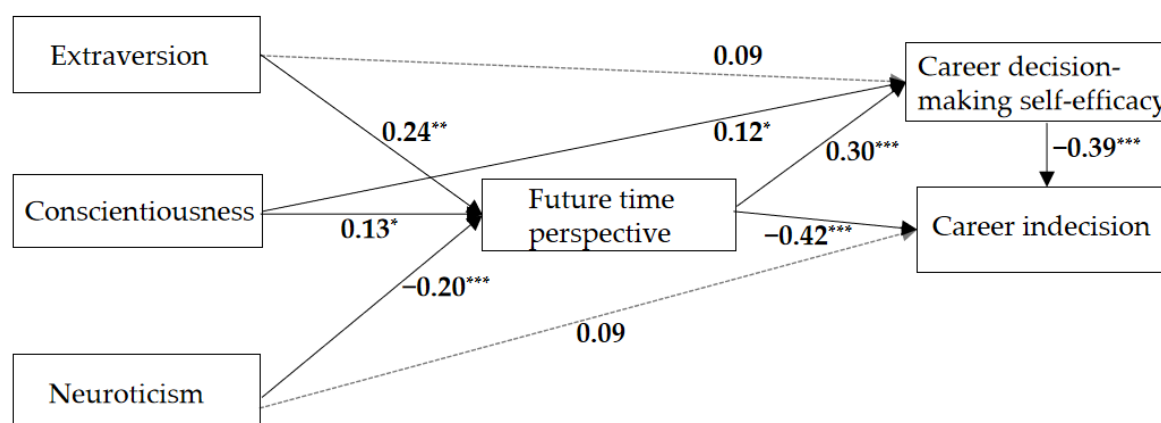 Extraversion
0.09
Career decision-
making self-efficacy
0.24**
0.12*
0.30***
−0.39***
Conscientiousness
0.13*
Future time
perspective
−0.42***
Career indecision
−0.20***
0.09
Neuroticism